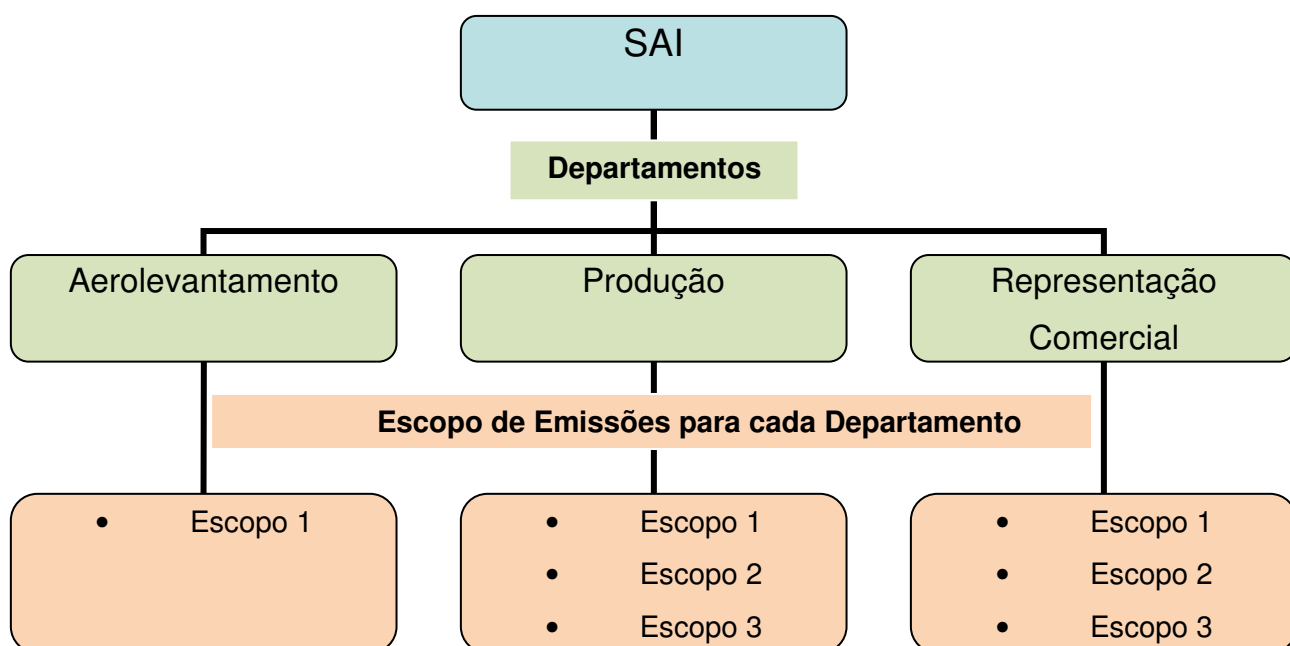 SAI
Departamentos
Aerolevantamento
Produção
Representação
Comercial
Escopo de Emissões para cada Departamento
• Escopo 1
• Escopo 1
• Escopo 2
• Escopo 3
• Escopo 1
• Escopo 2
• Escopo 3